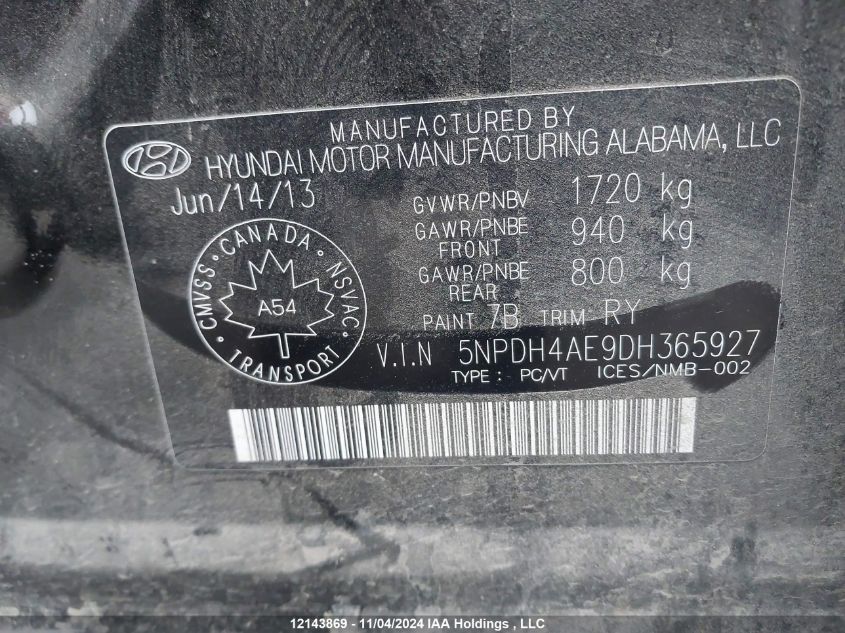 MANUFACTURED BY
HYUNDAI MOTOR MANUFACTURING ALABAMA, LLC
Jun/14/13
GVWR/PNBV 1720 kg
GAWR/PNBE FRONT 940 kg
GAWR/PNBE REAR 800 kg
PAINT 7B TRIM RY
CMVSS · CANADA · NSVAC
A54
· TRANSPORT ·
V.I.N 5NPDH4AE9DH365927
TYPE : PC/VT ICES/NMB-002
12143869 - 11/04/2024 IAA Holdings , LLC